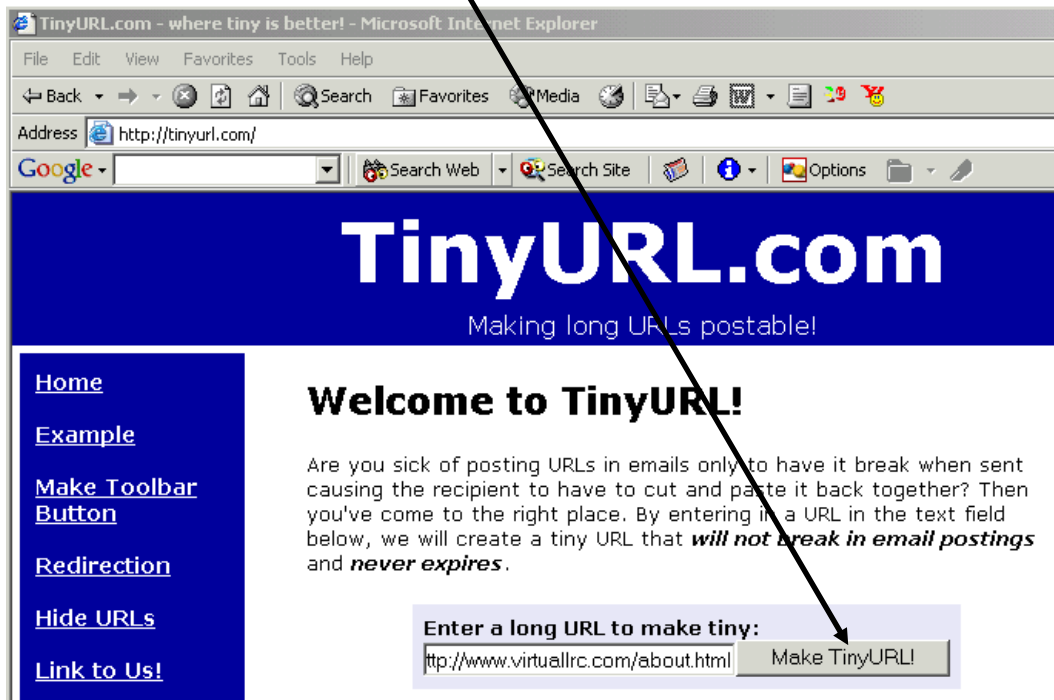 TinyURL.com - where tiny is better! - Microsoft Internet Explorer
File Edit View Favorites Tools Help
Back Search Favorites Media
Address http://tinyurl.com/
Google Search Web Search Site Options
TinyURL.com
Making long URLs postable!
Home
Example
Make Toolbar
Button
Redirection
Hide URLs
Link to Us!
Welcome to TinyURL!
Are you sick of posting URLs in emails only to have it break when sent
causing the recipient to have to cut and paste it back together? Then
you've come to the right place. By entering in a URL in the text field
below, we will create a tiny URL that will not break in email postings
and never expires.
Enter a long URL to make tiny:
ttp://www.virtuallrc.com/about.html Make TinyURL!